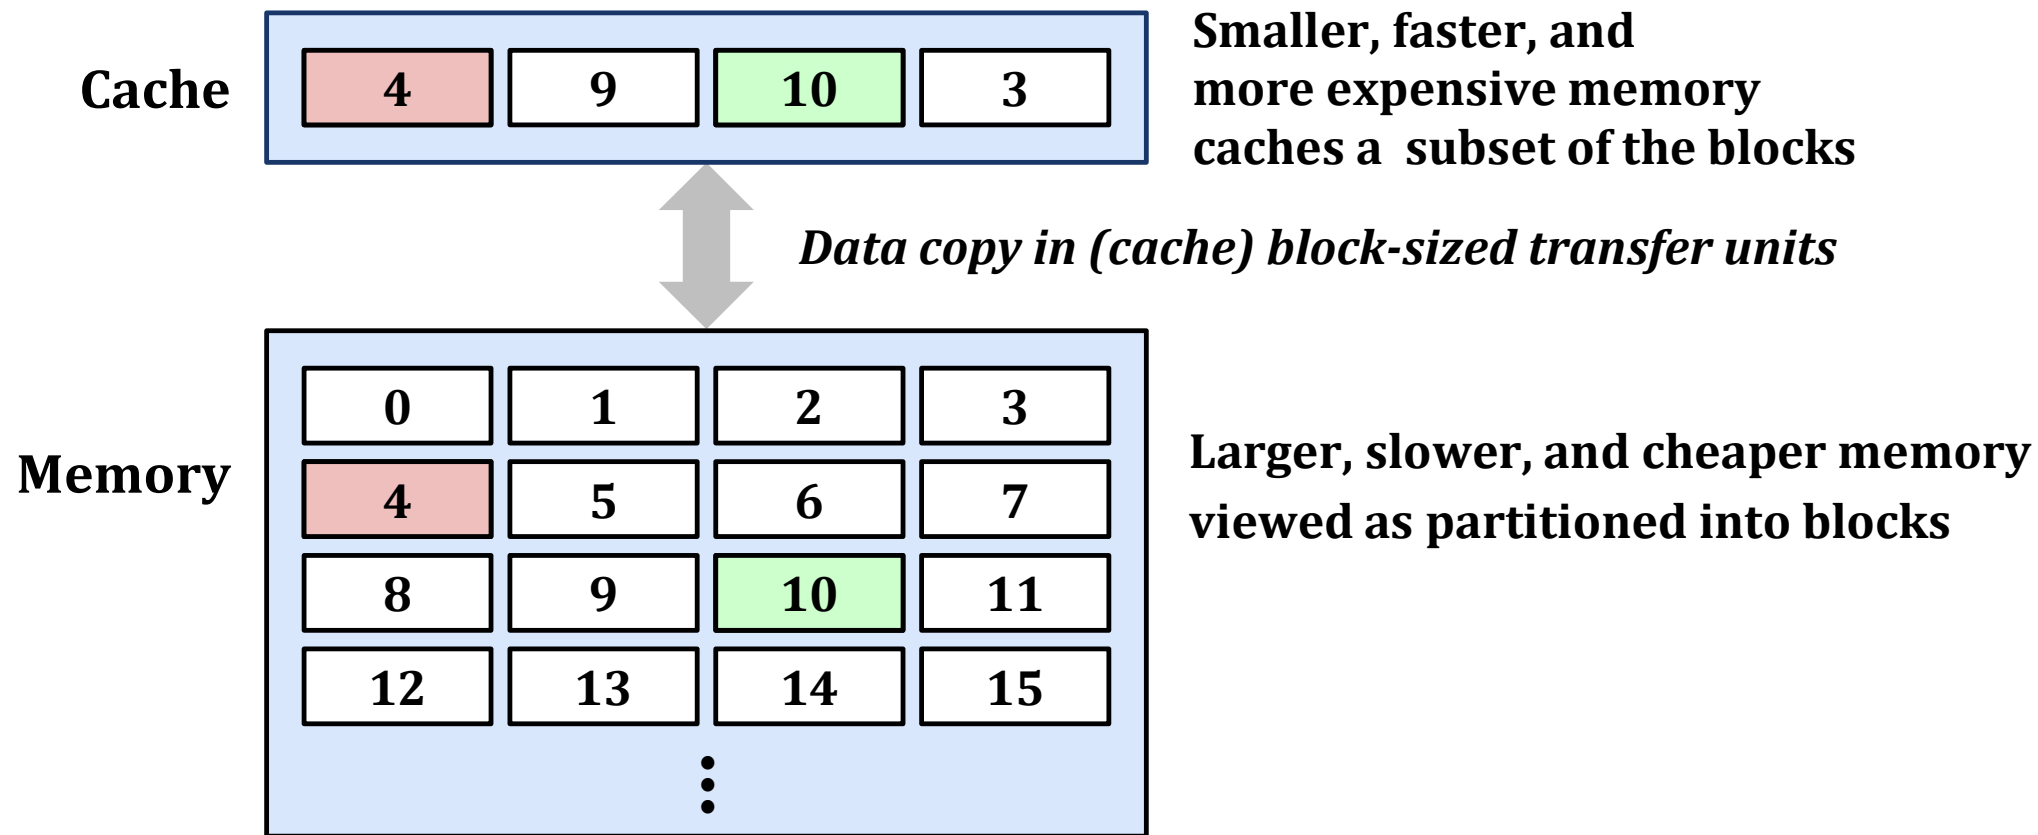 Cache
4 9 10 3
Smaller, faster, and
more expensive memory
caches a  subset of the blocks
Data copy in (cache) block-sized transfer units
Memory
0 1 2 3
4 5 6 7
8 9 10 11
12 13 14 15
Larger, slower, and cheaper memory
viewed as partitioned into blocks